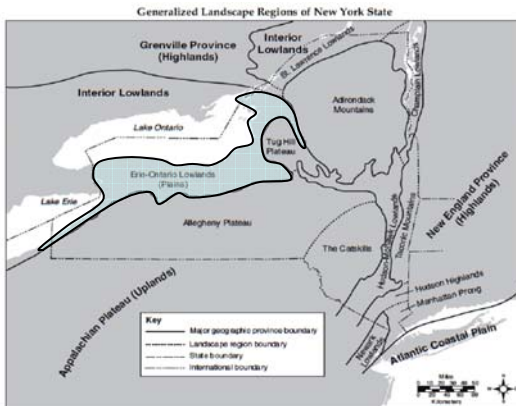 Generalized Landscape Regions of New York State
Grenville Province
(Highlands)
Interior
Lowlands
St. Lawrence Lowlands
Champlain Lowlands
Interior Lowlands
Adirondack
Mountains
Lake Ontario
Tug Hill
Plateau
Erie-Ontario Lowlands
(Plains)
Lake Erie
Allegheny Plateau
The Catskills
Hudson-Mohawk Lowlands
Taconic Mountains
New England Province
(Highlands)
Appalachian Plateau (Uplands)
Hudson Highlands
Manhattan Prong
Newark
Lowlands
Atlantic Coastal Plain
Key
Major geographic province boundary
Landscape region boundary
State boundary
International boundary
Miles
Kilometers